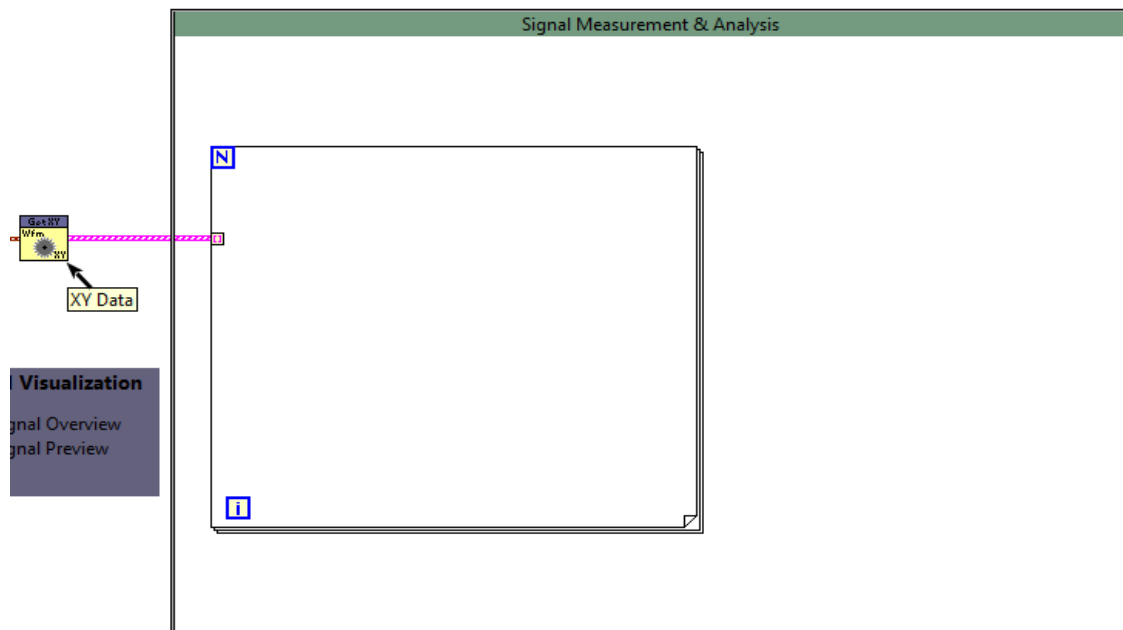 Signal Measurement & Analysis
N
Get XY
Wfm
XY
XY Data
Visualization
gnal Overview
gnal Preview
i